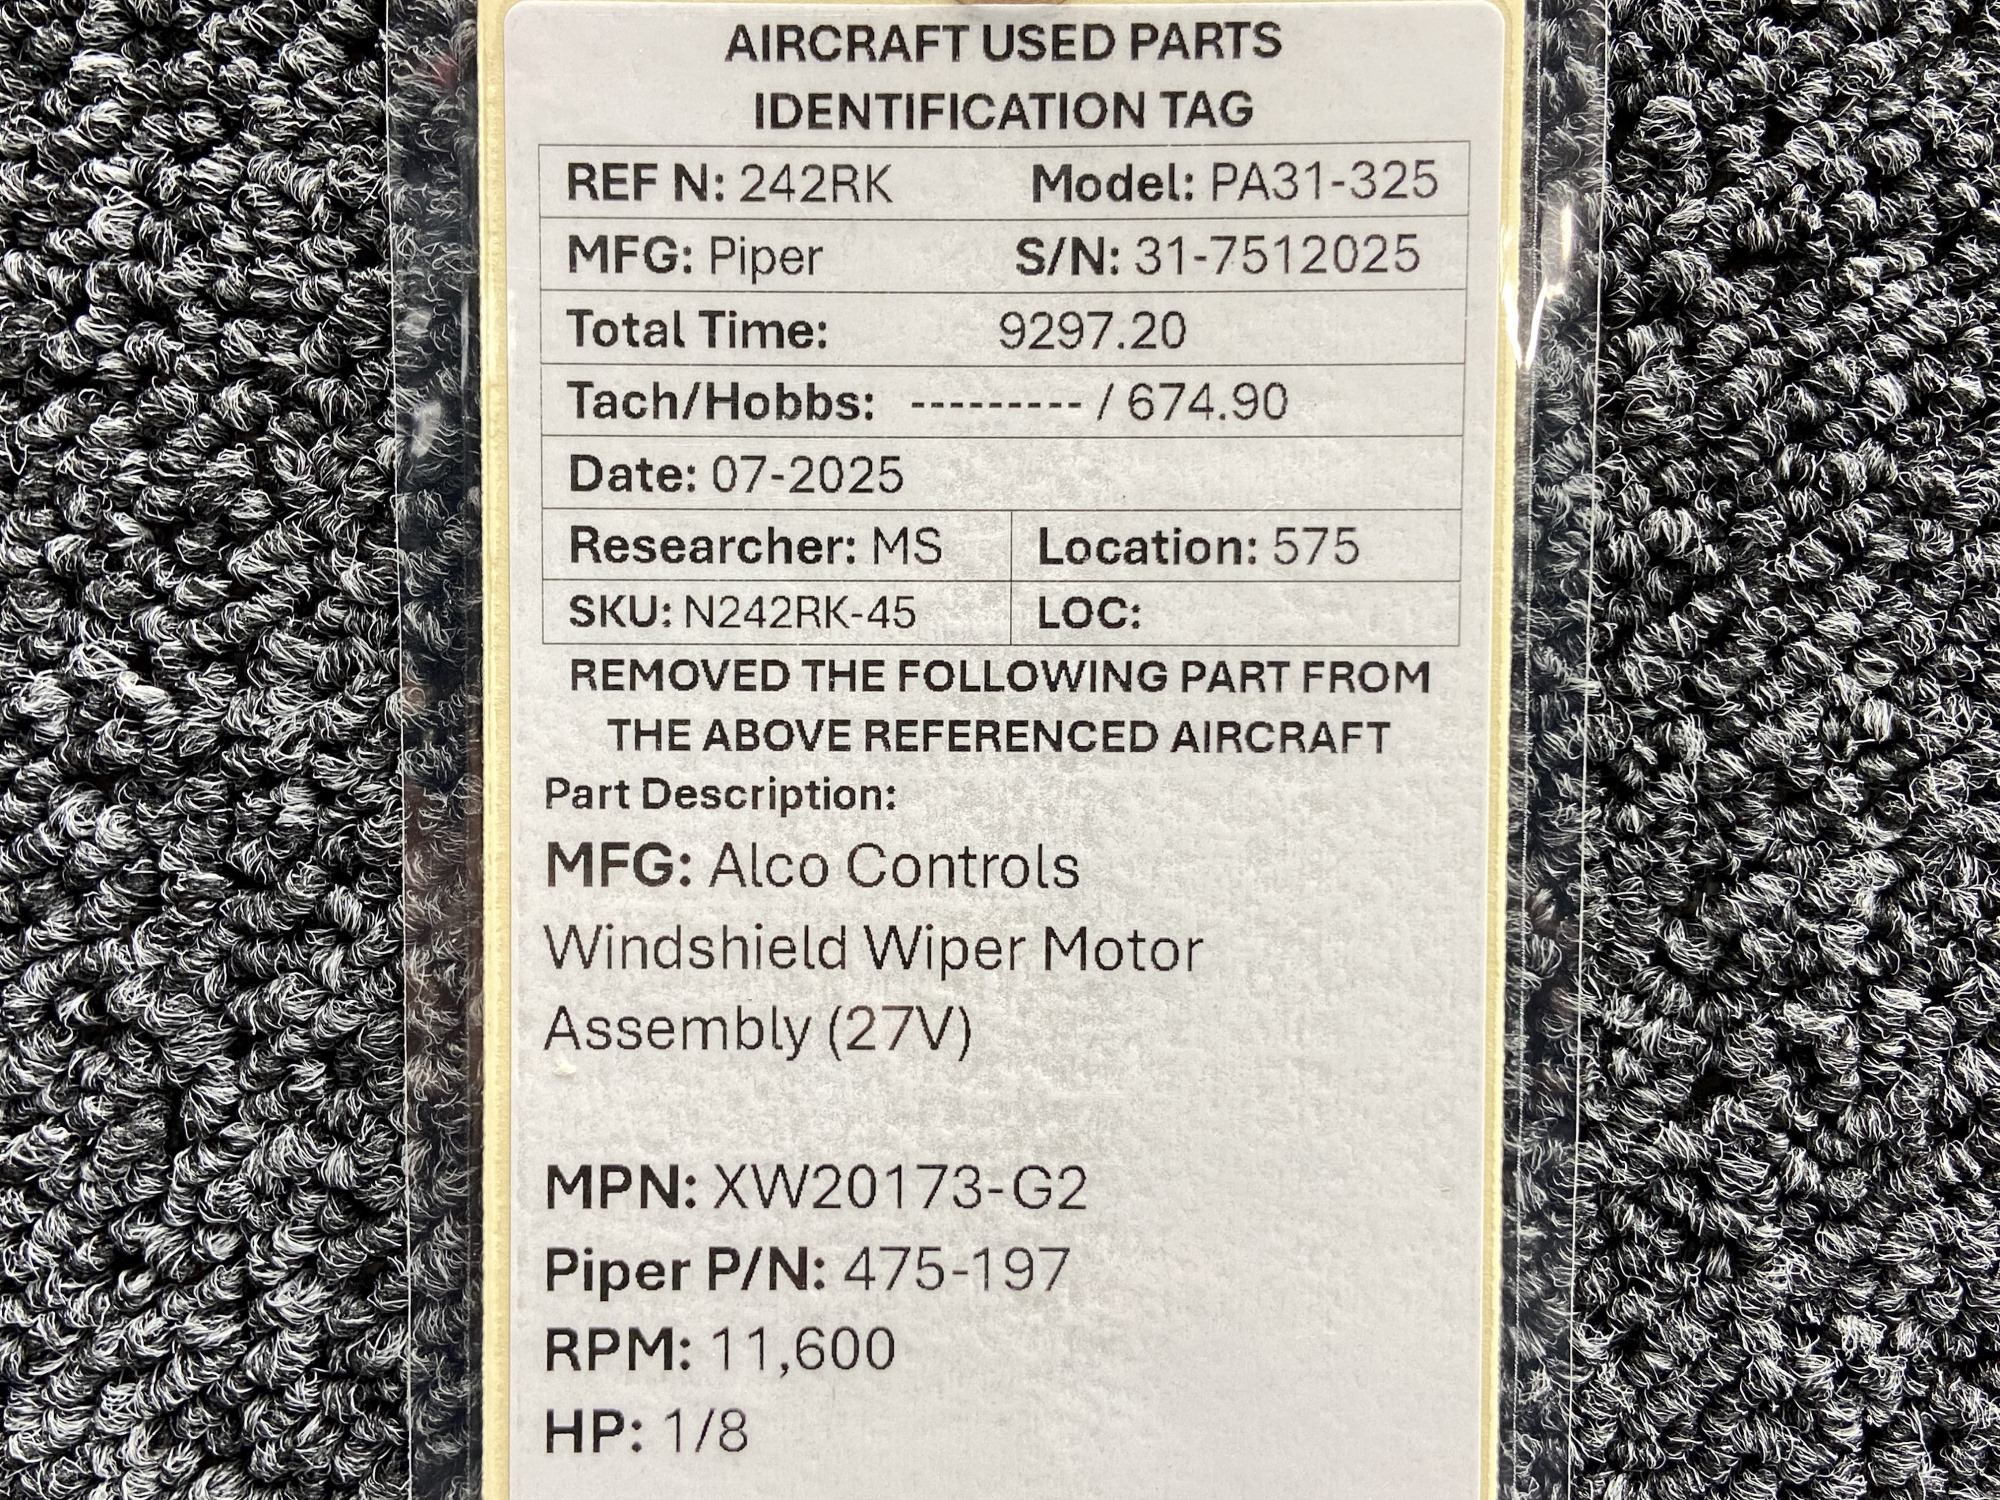 AIRCRAFT USED PARTS
IDENTIFICATION TAG
REF N: 242RK Model: PA31-325
MFG: Piper S/N: 31-7512025
Total Time: 9297.20
Tach/Hobbs: --------- / 674.90
Date: 07-2025
Researcher: MS Location: 575
SKU: N242RK-45 LOC:
REMOVED THE FOLLOWING PART FROM
THE ABOVE REFERENCED AIRCRAFT
Part Description:
MFG: Alco Controls
Windshield Wiper Motor
Assembly (27V)
MPN: XW20173-G2
Piper P/N: 475-197
RPM: 11,600
HP: 1/8